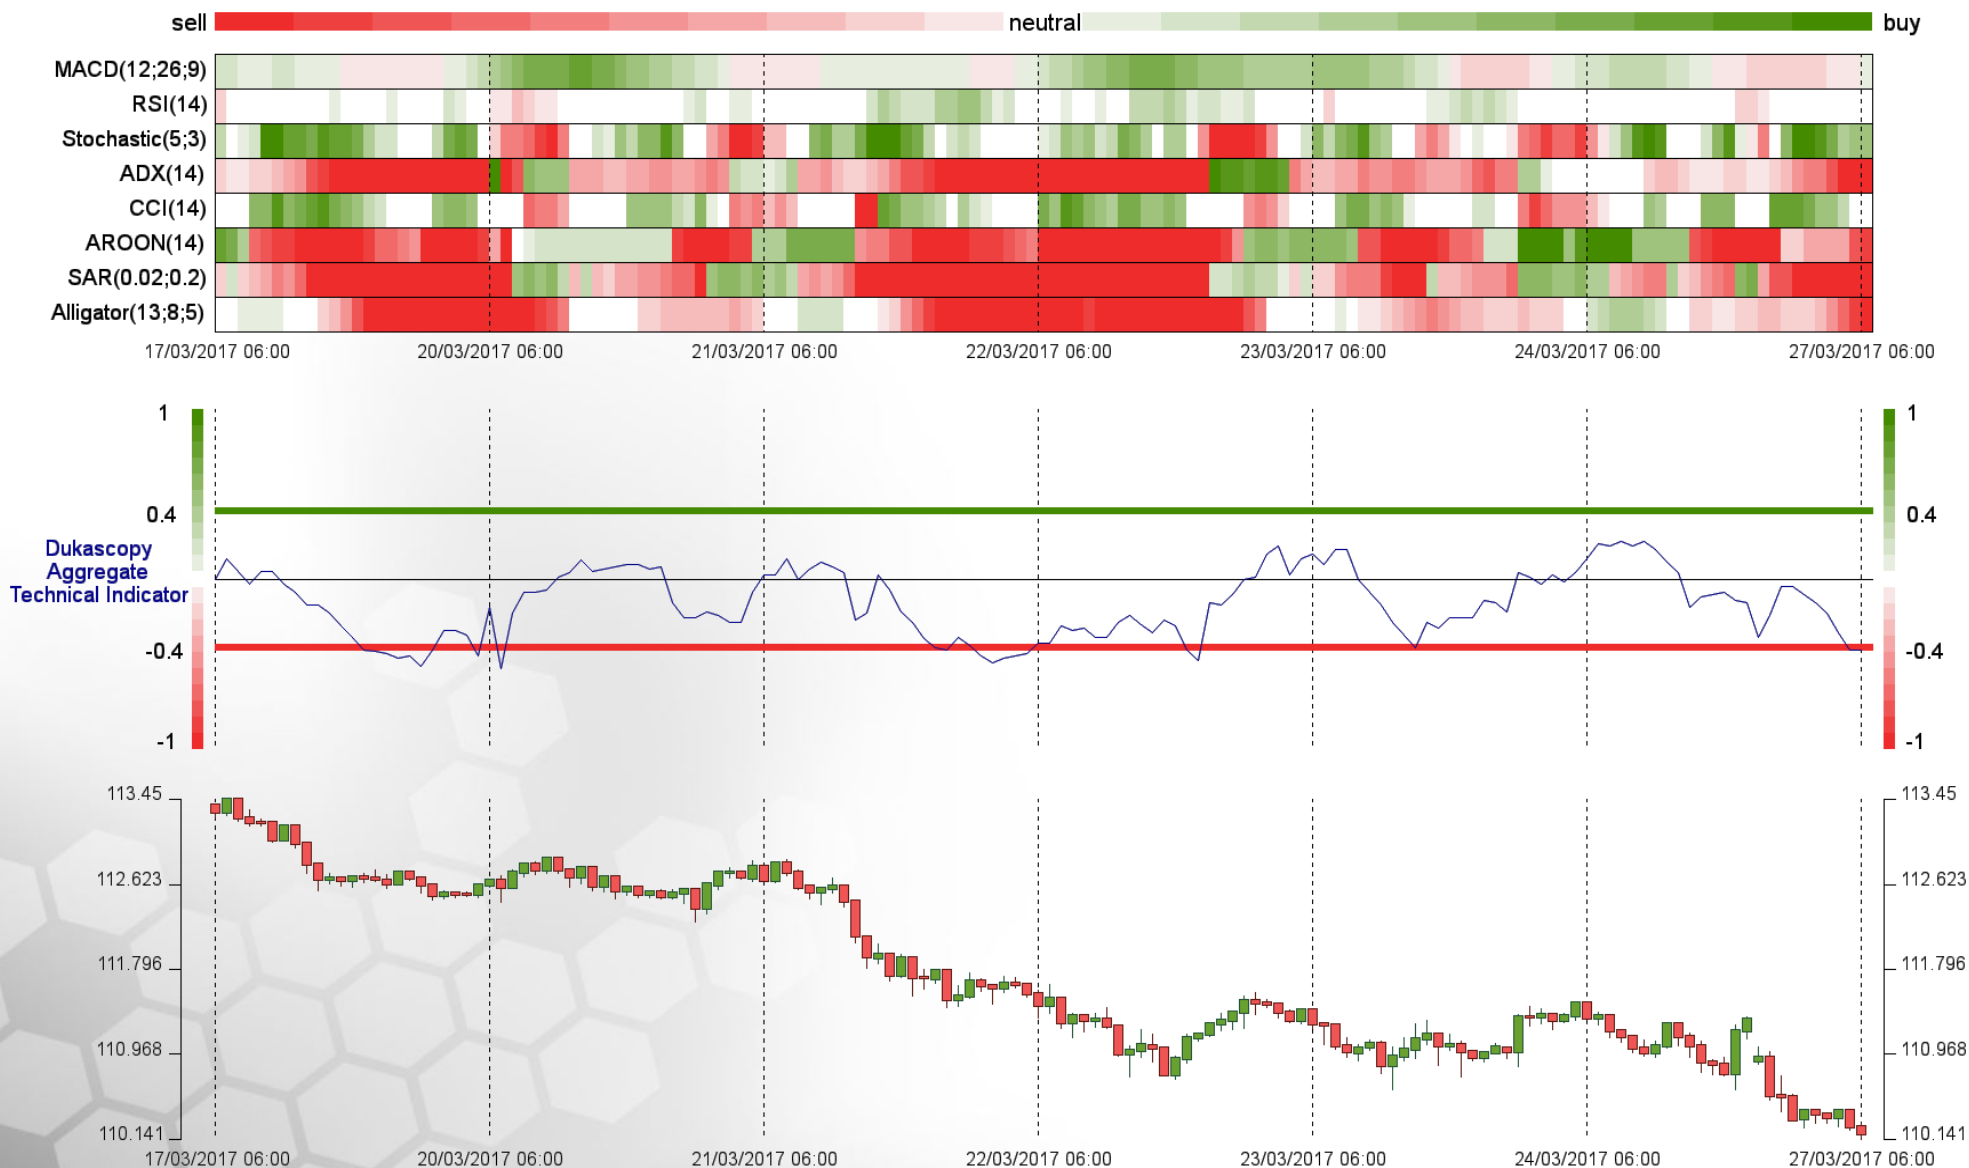 sell neutral buy
MACD(12;26;9)
RSI(14)
Stochastic(5;3)
ADX(14)
CCI(14)
AROON(14)
SAR(0.02;0.2)
Alligator(13;8;5)
17/03/2017 06:00 20/03/2017 06:00 21/03/2017 06:00 22/03/2017 06:00 23/03/2017 06:00 24/03/2017 06:00 27/03/2017 06:00
1 1
0.4 0.4
Dukascopy
Aggregate
Technical Indicator
-0.4 -0.4
-1 -1
113.45 113.45
112.623 112.623
111.796 111.796
110.968 110.968
110.141 110.141
17/03/2017 06:00 20/03/2017 06:00 21/03/2017 06:00 22/03/2017 06:00 23/03/2017 06:00 24/03/2017 06:00 27/03/2017 06:00